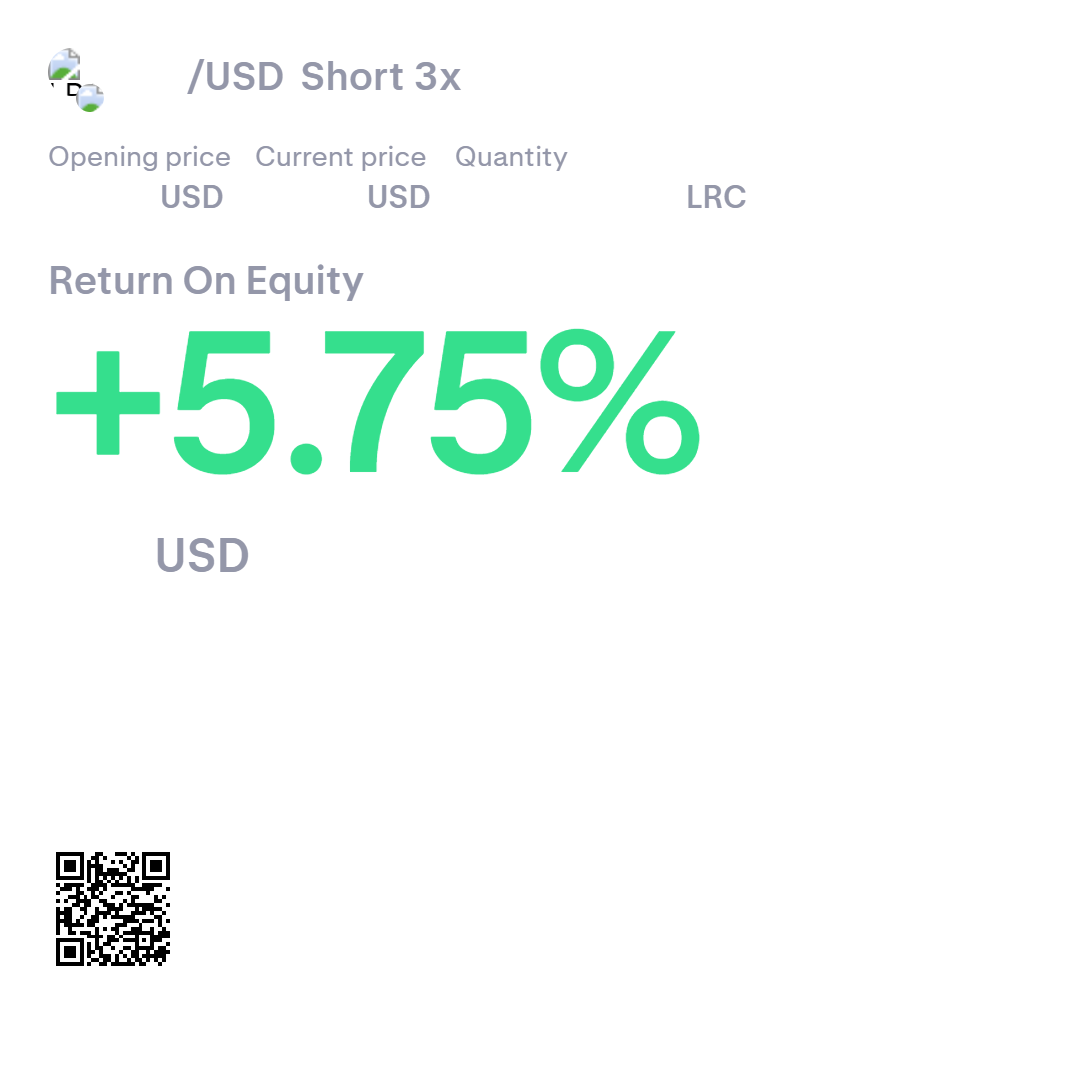 /USD Short 3x
Opening price Current price Quantity
USD USD LRC
Return On Equity
+5.75%
USD